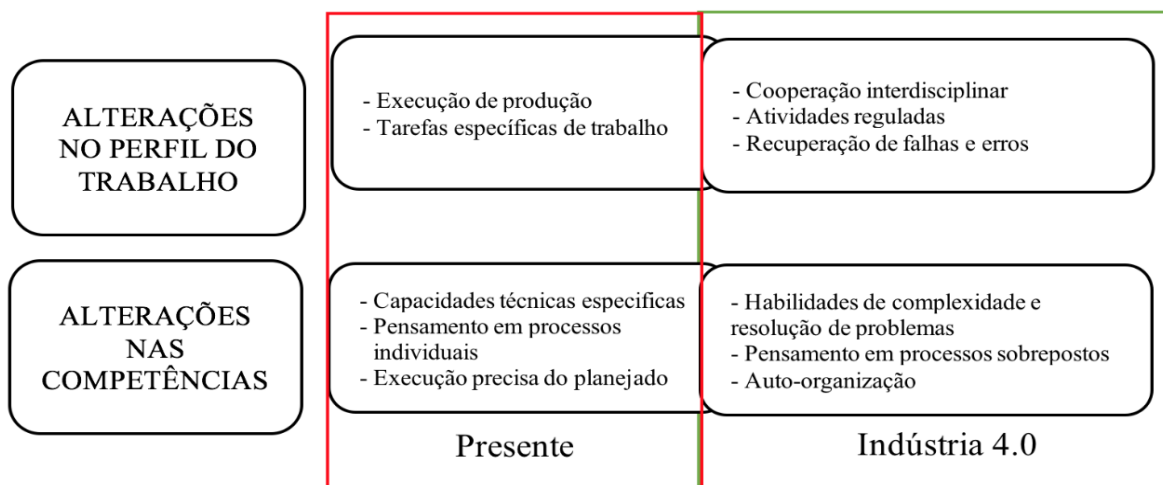 ALTERAÇÕES
NO PERFIL DO
TRABALHO
- Execução de produção
- Tarefas específicas de trabalho
- Cooperação interdisciplinar
- Atividades reguladas
- Recuperação de falhas e erros
ALTERAÇÕES
NAS
COMPETÊNCIAS
- Capacidades técnicas especificas
- Pensamento em processos
individuais
- Execução precisa do planejado
- Habilidades de complexidade e
resolução de problemas
- Pensamento em processos sobrepostos
- Auto-organização
Presente
Indústria 4.0